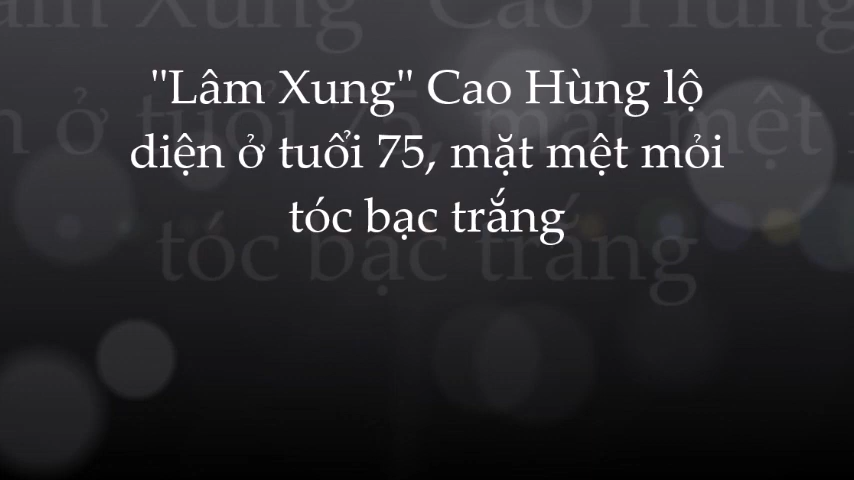 "Lâm Xung" Cao Hùng lộ
diện ở tuổi 75, mặt mệt mỏi
tóc bạc trắng